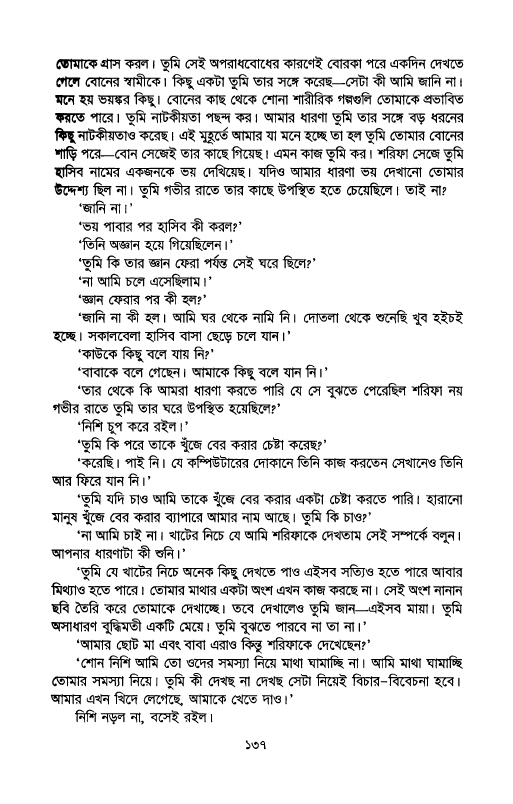 তোমাকে গ্রাস করল। তুমি সেই অপরাধবোধের কারণেই বোরকা পরে একদিন দেখতে
গেলে বোনের স্বামীকে। কিছু একটা তুমি তার সঙ্গে করেছ—সেটা কী আমি জানি না।
মনে হয় ভয়ঙ্কর কিছু। বোনের কাছ থেকে শোনা শারীরিক গল্পগুলি তোমাকে প্রভাবিত
করতে পারে। তুমি নাটকীয়তা পছন্দ কর। আমার ধারণা তুমি তার সঙ্গে বড় ধরনের
কিছু নাটকীয়তাও করেছ। এই মুহূর্তে আমার যা মনে হচ্ছে তা হল তুমি তোমার বোনের
শাড়ি পরে—বোন সেজেই তার কাছে গিয়েছ। এমন কাজ তুমি কর। শরিফা সেজে তুমি
হাসিব নামের একজনকে ভয় দেখিয়েছ। যদিও আমার ধারণা ভয় দেখানো তোমার
উদ্দেশ্য ছিল না। তুমি গভীর রাতে তার কাছে উপস্থিত হতে চেয়েছিলে। তাই না?
‘জানি না।’
‘ভয় পাবার পর হাসিব কী করল?’
‘তিনি অজ্ঞান হয়ে গিয়েছিলেন।’
‘তুমি কি তার জ্ঞান ফেরা পর্যন্ত সেই ঘরে ছিলে?’
‘না আমি চলে এসেছিলাম।’
‘জ্ঞান ফেরার পর কী হল?’
‘জানি না কী হল। আমি ঘর থেকে নামি নি। দোতলা থেকে শুনেছি খুব হইচই
হচ্ছে। সকালবেলা হাসিব বাসা ছেড়ে চলে যান।’
‘কাউকে কিছু বলে যায় নি?’
‘বাবাকে বলে গেছেন। আমাকে কিছু বলে যান নি।’
‘তার থেকে কি আমরা ধারণা করতে পারি যে সে বুঝতে পেরেছিল শরিফা নয়
গভীর রাতে তুমি তার ঘরে উপস্থিত হয়েছিলে?’
‘নিশি চুপ করে রইল।’
‘তুমি কি পরে তাকে খুঁজে বের করার চেষ্টা করেছ?’
‘করেছি। পাই নি। যে কম্পিউটারের দোকানে তিনি কাজ করতেন সেখানেও তিনি
আর ফিরে যান নি।’
‘তুমি যদি চাও আমি তাকে খুঁজে বের করার একটা চেষ্টা করতে পারি। হারানো
মানুষ খুঁজে বের করার ব্যাপারে আমার নাম আছে। তুমি কি চাও?’
‘না আমি চাই না। খাটের নিচে যে আমি শরিফাকে দেখতাম সেই সম্পর্কে বলুন।
আপনার ধারণাটা কী শুনি।’
‘তুমি যে খাটের নিচে অনেক কিছু দেখতে পাও এইসব সত্যিও হতে পারে আবার
মিথ্যাও হতে পারে। তোমার মাথার একটা অংশ এখন কাজ করছে না। সেই অংশ নানান
ছবি তৈরি করে তোমাকে দেখাচ্ছে। তবে দেখালেও তুমি জান—এইসব মায়া। তুমি
অসাধারণ বুদ্ধিমতী একটি মেয়ে। তুমি বুঝতে পারবে না তা না।’
‘আমার ছোট মা এবং বাবা এরাও কিন্তু শরিফাকে দেখেছেন?’
‘শোন নিশি আমি তো ওদের সমস্যা নিয়ে মাথা ঘামাচ্ছি না। আমি মাথা ঘামাচ্ছি
তোমার সমস্যা নিয়ে। তুমি কী দেখছ না দেখছ সেটা নিয়েই বিচার-বিবেচনা হবে।
আমার এখন খিদে লেগেছে, আমাকে খেতে দাও।’
নিশি নড়ল না, বসেই রইল।
১৩৭